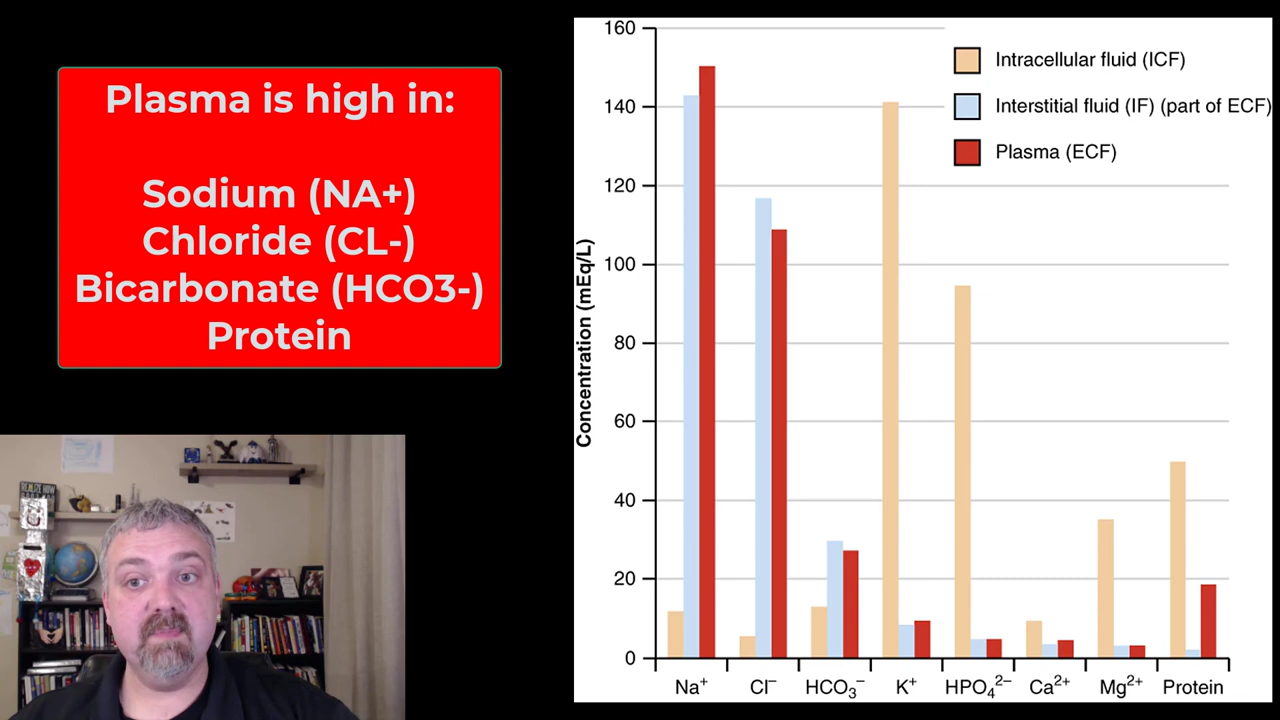 Plasma is high in:
Sodium (NA+)
Chloride (CL-)
Bicarbonate (HCO3-)
Protein
160
140
120
100
80
60
40
20
0
Concentration (mEq/L)
Intracellular fluid (ICF)
Interstitial fluid (IF) (part of ECF)
Plasma (ECF)
Na⁺ Cl⁻ HCO₃⁻ K⁺ HPO₄²⁻ Ca²⁺ Mg²⁺ Protein